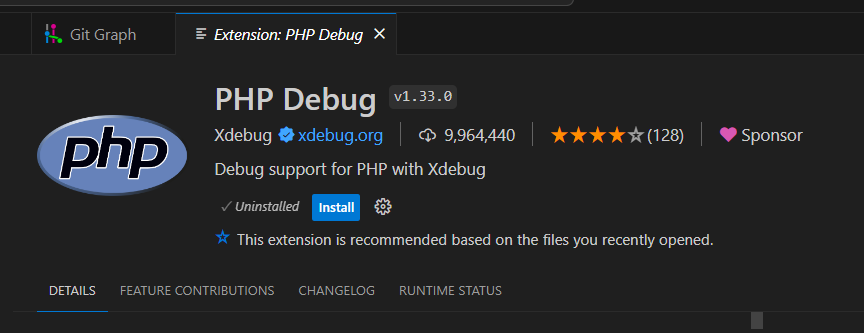 Git Graph Extension: PHP Debug
PHP Debug v1.33.0
php
Xdebug xdebug.org 9,964,440 (128) Sponsor
Debug support for PHP with Xdebug
Uninstalled Install
This extension is recommended based on the files you recently opened.
DETAILS FEATURE CONTRIBUTIONS CHANGELOG RUNTIME STATUS